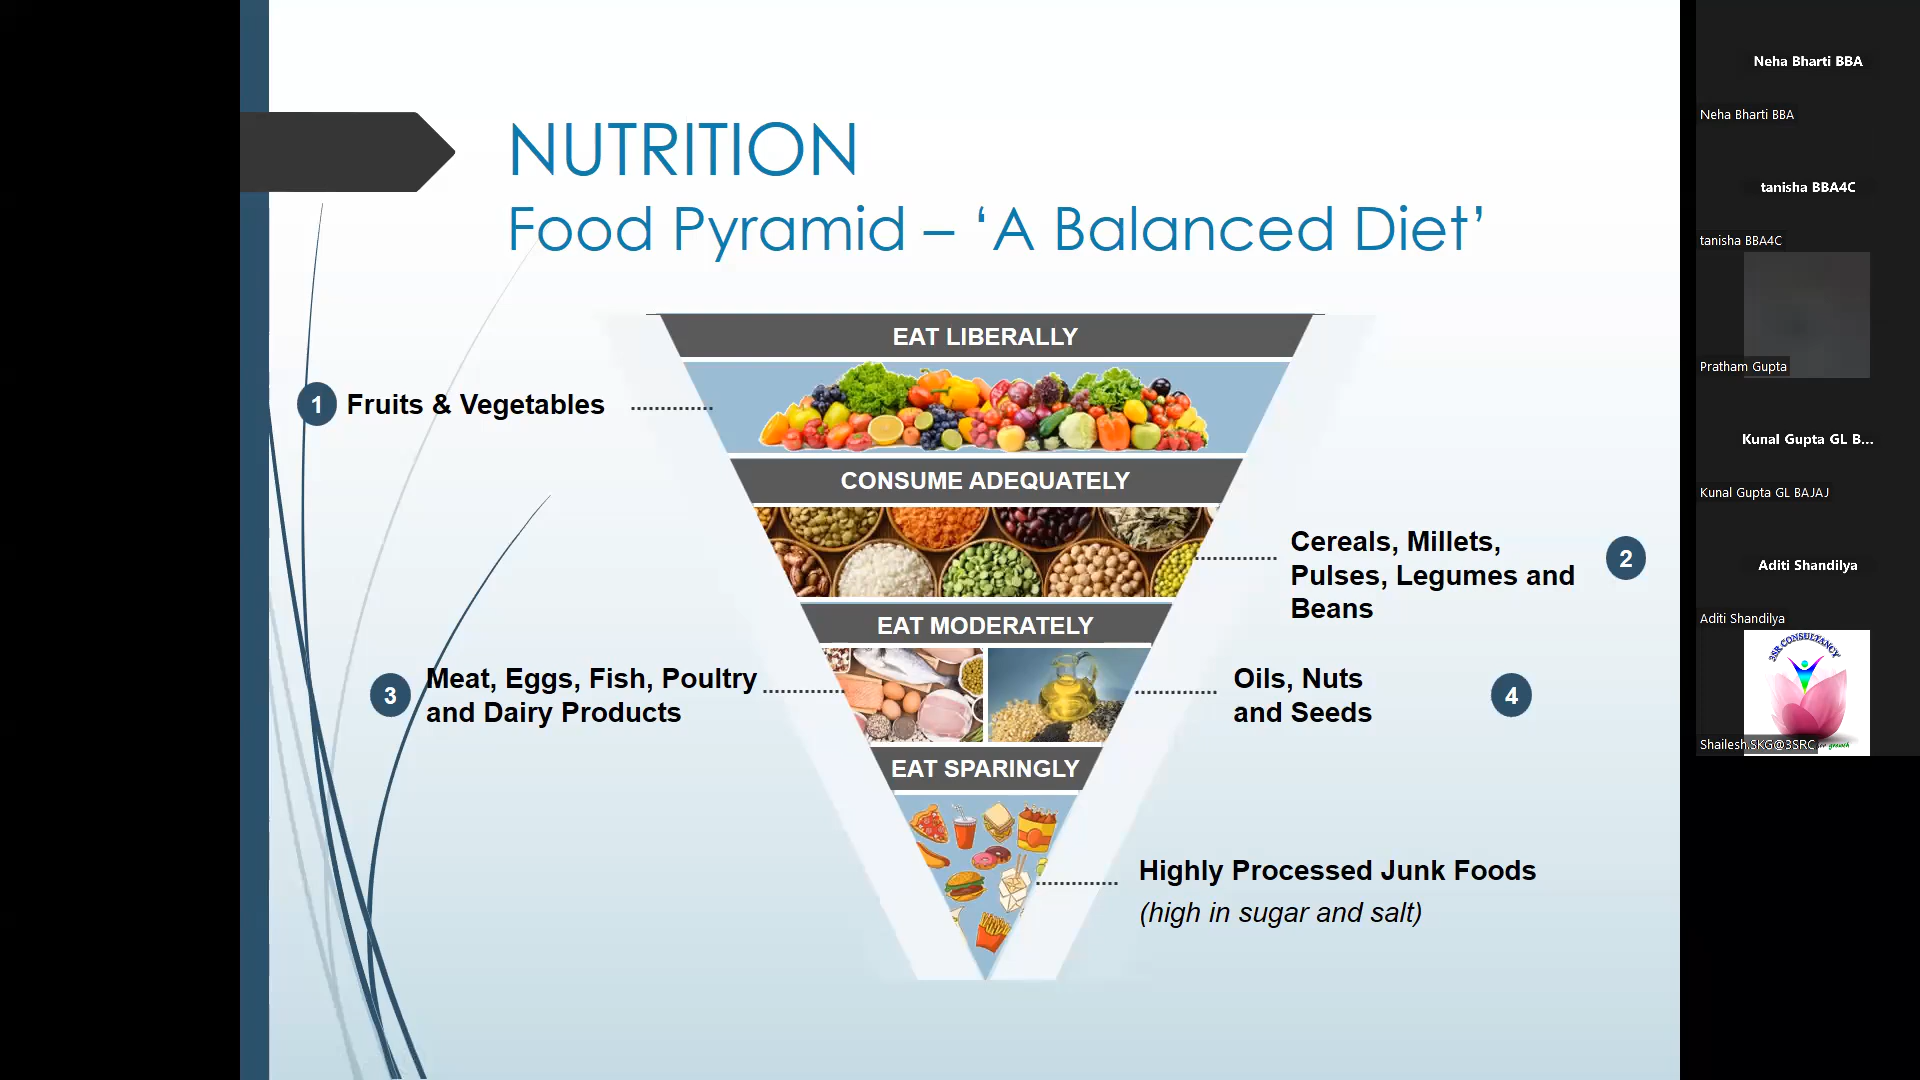 NUTRITION
Food Pyramid – ‘A Balanced Diet’
EAT LIBERALLY
1 Fruits & Vegetables
CONSUME ADEQUATELY
Cereals, Millets,
Pulses, Legumes and
Beans
2
EAT MODERATELY
3
Meat, Eggs, Fish, Poultry
and Dairy Products
Oils, Nuts
and Seeds
4
EAT SPARINGLY
Highly Processed Junk Foods
(high in sugar and salt)
Neha Bharti BBA
Neha Bharti BBA
tanisha BBA4C
tanisha BBA4C
Pratham Gupta
Kunal Gupta GL B...
Kunal Gupta GL BAJAJ
Aditi Shandilya
Aditi Shandilya
3SR CONSULTANCY
Shailesh.SKG@3SRC
growth